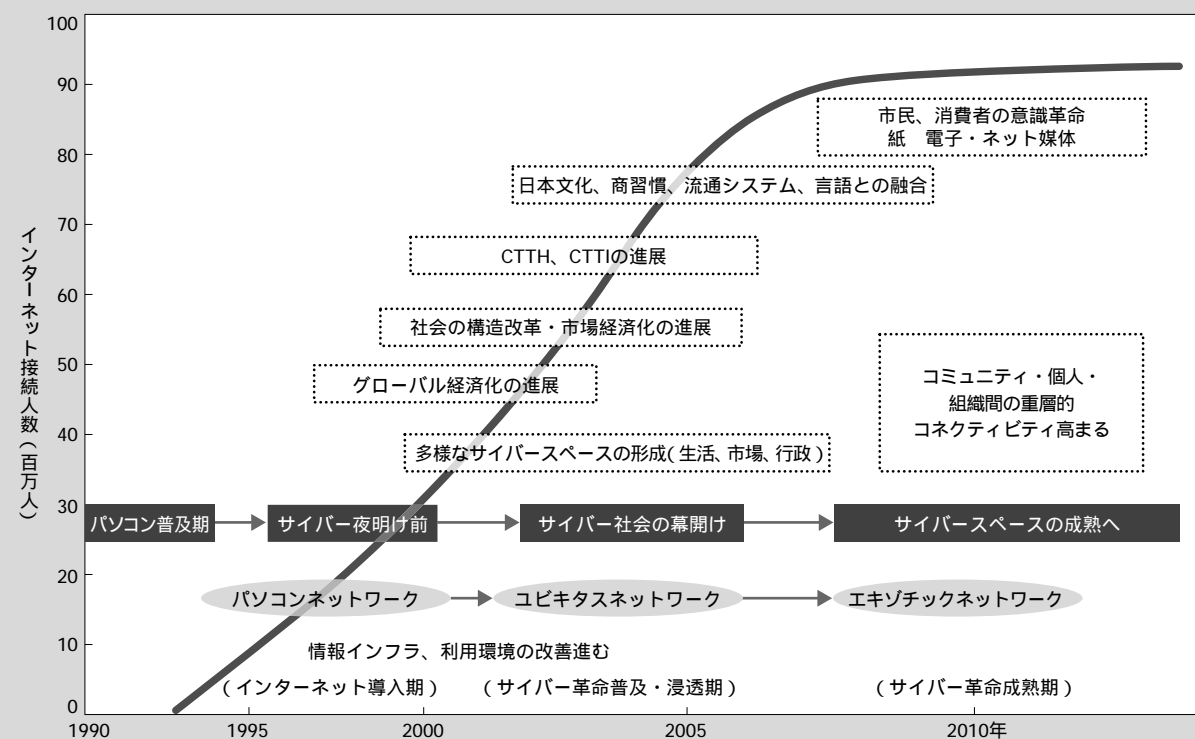 インターネット接続人数(百万人)
100
90
80
70
60
50
40
30
20
10
0
1990
1995
2000
2005
2010年
市民、消費者の意識革命
紙　電子・ネット媒体
日本文化、商習慣、流通システム、言語との融合
CTTH、CTTIの進展
社会の構造改革・市場経済化の進展
グローバル経済化の進展
コミュニティ・個人・
組織間の重層的
コネクティビティ高まる
多様なサイバースペースの形成(生活、市場、行政)
パソコン普及期
サイバー夜明け前
サイバー社会の幕開け
サイバースペースの成熟へ
パソコンネットワーク
ユビキタスネットワーク
エキゾチックネットワーク
情報インフラ、利用環境の改善進む
(インターネット導入期)
(サイバー革命普及・浸透期)
(サイバー革命成熟期)